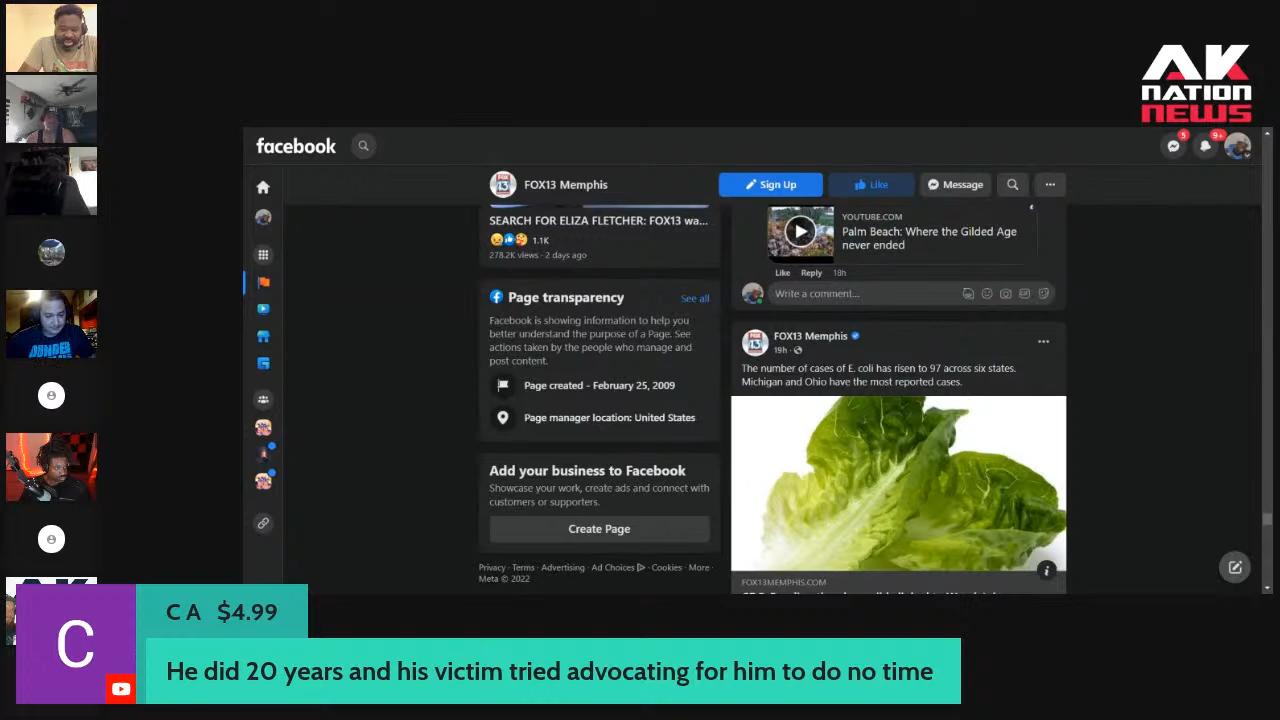 AK
NATION
NEWS
facebook
5
9+
FOX13 Memphis
Sign Up
Like
Message
SEARCH FOR ELIZA FLETCHER: FOX13 wa...
1.1K
278.2K views · 2 days ago
Page transparency
See all
Facebook is showing information to help you
better understand the purpose of a Page. See
actions taken by the people who manage and
post content.
Page created - February 25, 2009
Page manager location: United States
Add your business to Facebook
Showcase your work, create ads and connect with
customers or supporters.
Create Page
Privacy · Terms · Advertising · Ad Choices · Cookies · More ·
Meta © 2022
YOUTUBE.COM
Palm Beach: Where the Gilded Age
never ended
Like Reply 18h
Write a comment...
FOX13 Memphis
19h
The number of cases of E. coli has risen to 97 across six states.
Michigan and Ohio have the most reported cases.
FOX13MEMPHIS.COM
C
C A $4.99
He did 20 years and his victim tried advocating for him to do no time